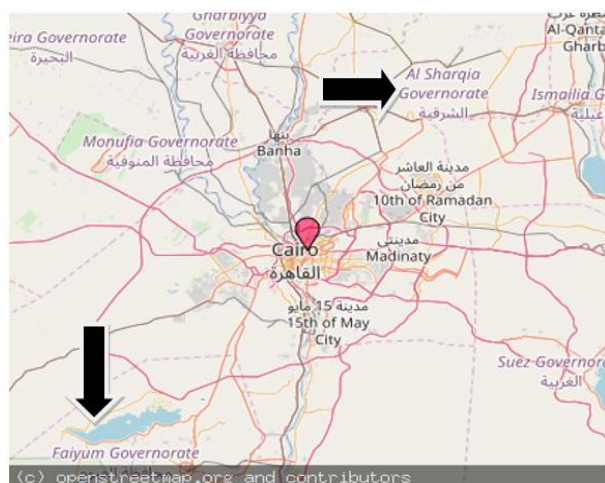 Gharbiyya
Governorate
محافظة الغربية
eira Governorate
البحيرة
Al-Qanta
Gharb
Al Sharqia
Governorate
الشرقية
Ismailia G
Monufia Governorate
محافظة المنوفية
بنها
Banha
مدينة العاشر
من رمضان
10th of Ramadan
City
Cairo
القاهرة
مدينتي
Madinaty
مدينة 15 مايو
15th of May
City
Suez Governor
الغربية
Faiyum Governorate
(c) openstreetmap.org and contributors